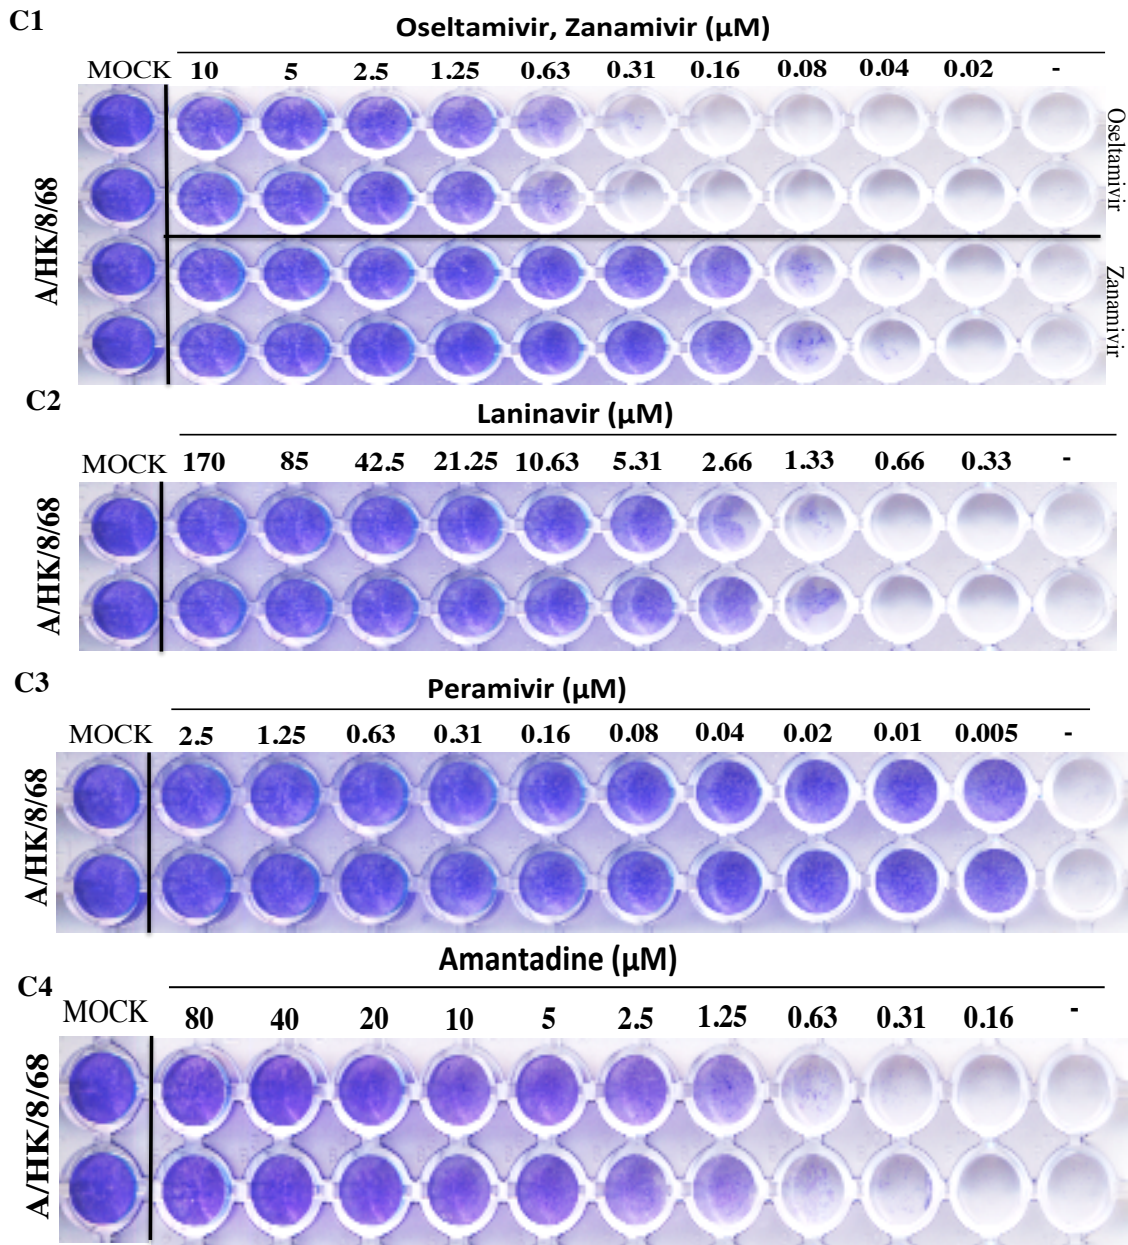 C1
Oseltamivir, Zanamivir (µM)
MOCK 10 5 2.5 1.25 0.63 0.31 0.16 0.08 0.04 0.02 -
A/HK/8/68
Oseltamivir
Zanamivir
C2
Laninavir (µM)
MOCK 170 85 42.5 21.25 10.63 5.31 2.66 1.33 0.66 0.33 -
A/HK/8/68
C3
Peramivir (µM)
MOCK 2.5 1.25 0.63 0.31 0.16 0.08 0.04 0.02 0.01 0.005 -
A/HK/8/68
Amantadine (µM)
C4
MOCK 80 40 20 10 5 2.5 1.25 0.63 0.31 0.16 -
A/HK/8/68